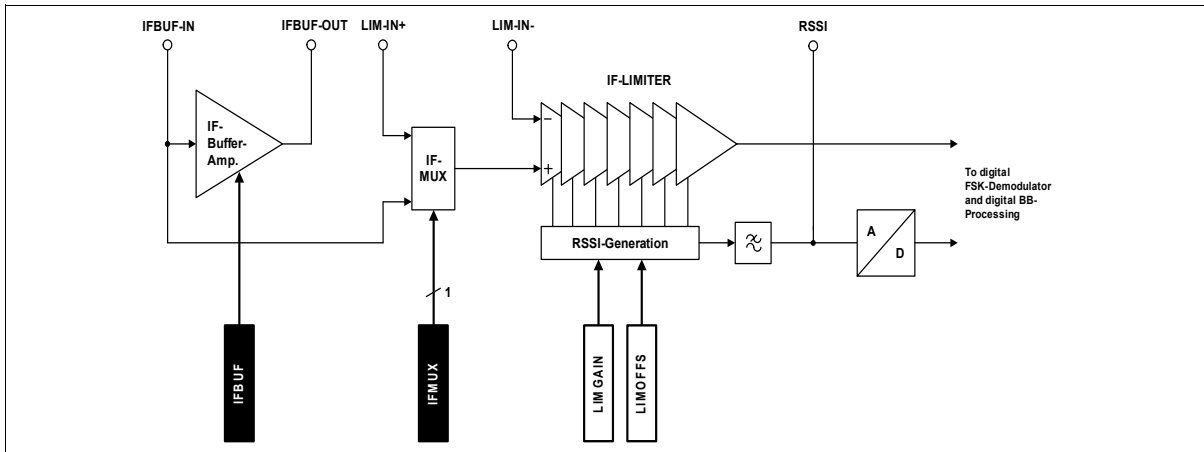 IFBUF-IN
IFBUF-OUT
LIM-IN+
LIM-IN-
RSSI
IF-LIMITER
IF-
Buffer-
Amp.
IF-
MUX
−
+
To digital
FSK-Demodulator
and digital BB-
Processing
RSSI-Generation
A
D
1
IFBUF
IFMUX
LIMGAIN
LIMOFFS